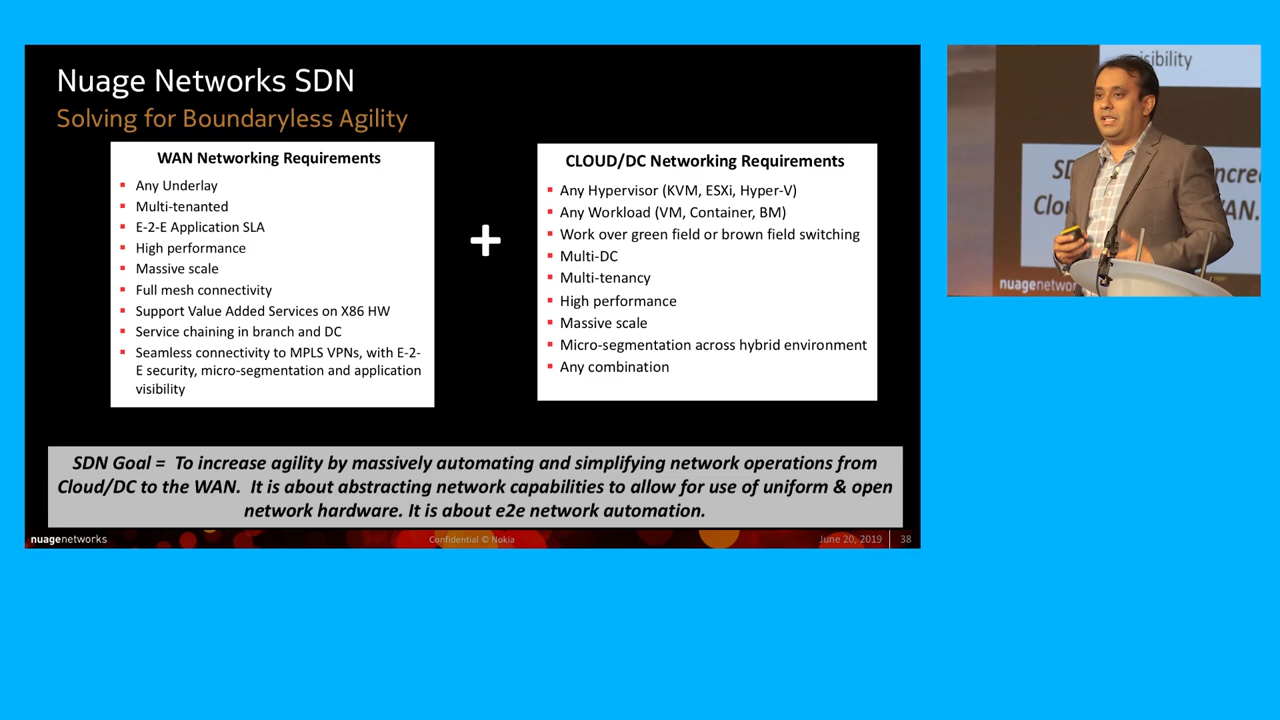 Nuage Networks SDN
Solving for Boundaryless Agility
WAN Networking Requirements
Any Underlay
Multi-tenanted
E-2-E Application SLA
High performance
Massive scale
Full mesh connectivity
Support Value Added Services on X86 HW
Service chaining in branch and DC
Seamless connectivity to MPLS VPNs, with E-2-
E security, micro-segmentation and application
visibility
+
CLOUD/DC Networking Requirements
Any Hypervisor (KVM, ESXi, Hyper-V)
Any Workload (VM, Container, BM)
Work over green field or brown field switching
Multi-DC
Multi-tenancy
High performance
Massive scale
Micro-segmentation across hybrid environment
Any combination
SDN Goal = To increase agility by massively automating and simplifying network operations from
Cloud/DC to the WAN. It is about abstracting network capabilities to allow for use of uniform & open
network hardware. It is about e2e network automation.
nuagenetworks
Confidential © Nokia
June 20, 2019
38
WAN.
nuagenetwor